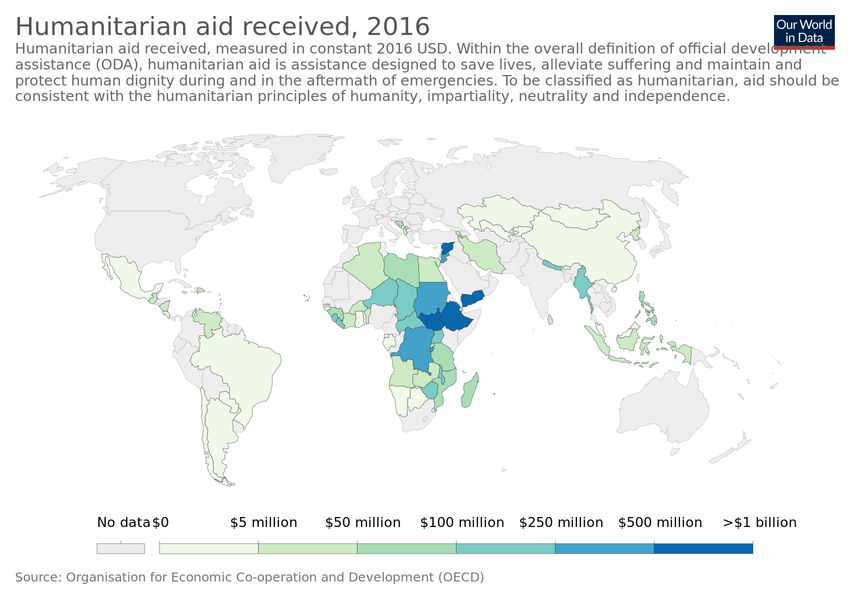 Humanitarian aid received, 2016
Our World
in Data
Humanitarian aid received, measured in constant 2016 USD. Within the overall definition of official development
assistance (ODA), humanitarian aid is assistance designed to save lives, alleviate suffering and maintain and
protect human dignity during and in the aftermath of emergencies. To be classified as humanitarian, aid should be
consistent with the humanitarian principles of humanity, impartiality, neutrality and independence.
No data $0 $5 million $50 million $100 million $250 million $500 million >$1 billion
Source: Organisation for Economic Co-operation and Development (OECD)